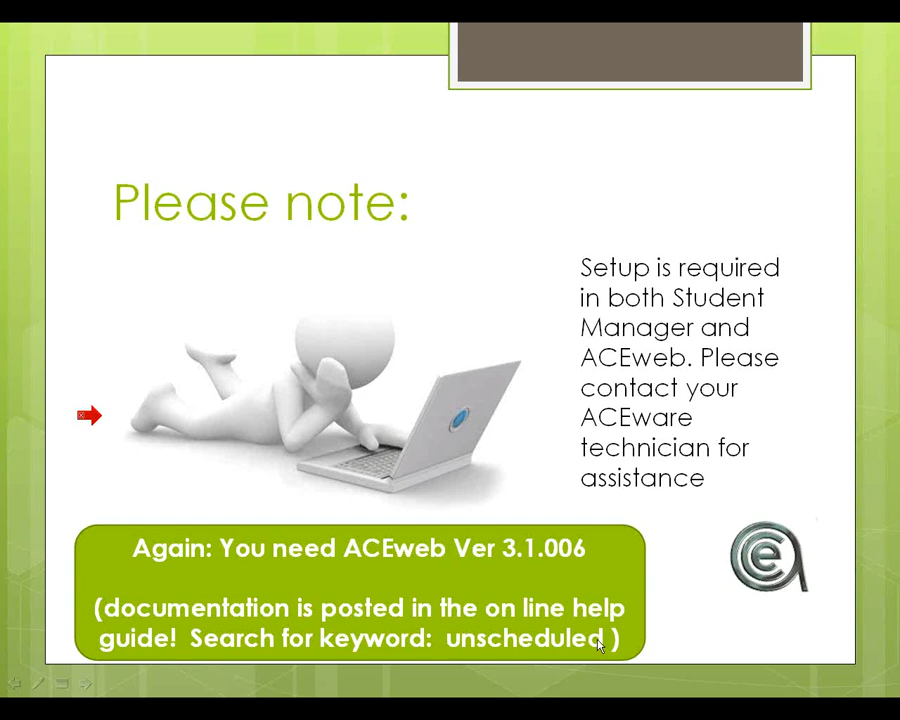 Please note:
Setup is required
in both Student
Manager and
ACEweb. Please
contact your
ACEware
technician for
assistance
Again: You need ACEweb Ver 3.1.006
(documentation is posted in the on line help
guide!  Search for keyword:  unscheduled )